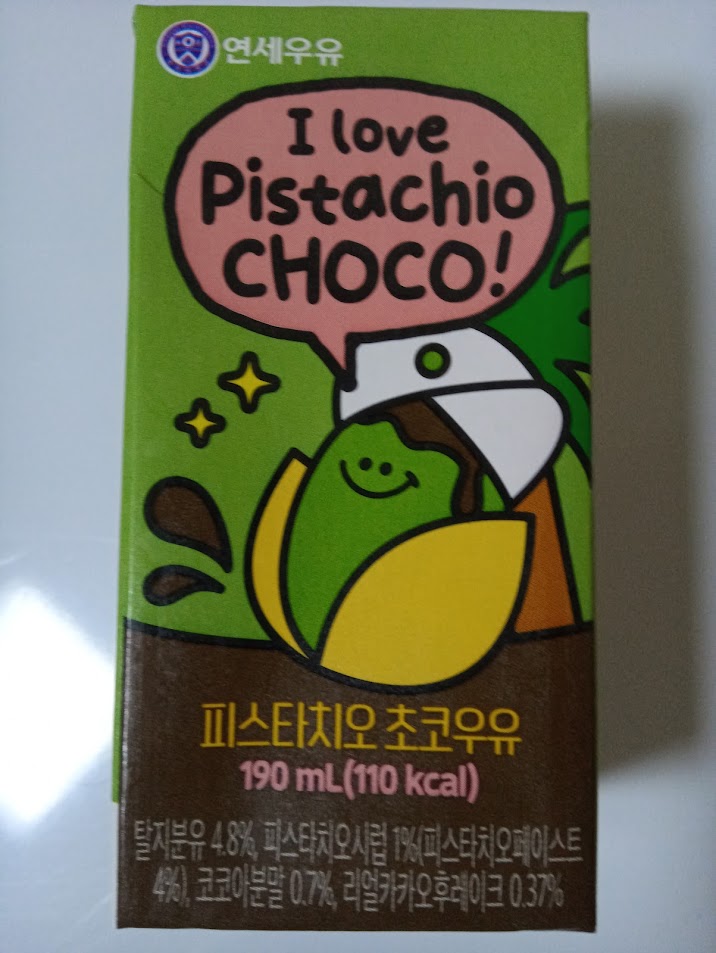 연세우유
I love
Pistachio
CHOCO!
피스타치오 초코우유
190 mL(110 kcal)
탈지분유 4.8%, 피스타치오시럽 1%(피스타치오페이스트
4%), 코코아분말 0.7%, 리얼카카오후레이크 0.37%